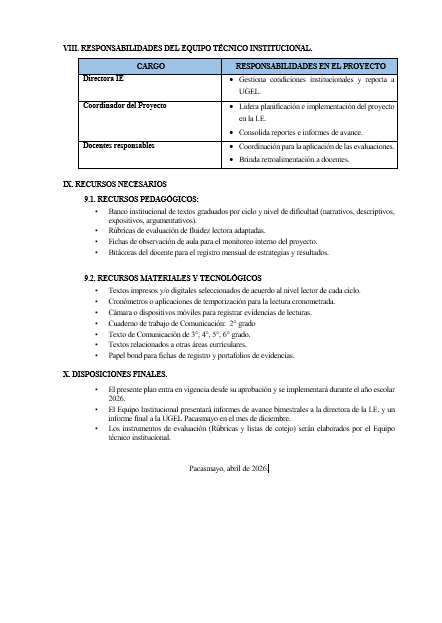 VIII. RESPONSABILIDADES DEL EQUIPO TÉCNICO INSTITUCIONAL.
CARGO
RESPONSABILIDADES EN EL PROYECTO
Directora IE
• Gestiona condiciones institucionales y reporta a
UGEL.
Coordinador del Proyecto
• Lidera planificación e implementación del proyecto
en la I.E.
• Consolida reportes e informes de avance.
Docentes responsables
• Coordinación para la aplicación de las evaluaciones.
• Brinda retroalimentación a docentes.
IX. RECURSOS NECESARIOS
9.1. RECURSOS PEDAGÓGICOS:
• Banco institucional de textos graduados por ciclo y nivel de dificultad (narrativos, descriptivos,
expositivos, argumentativos).
• Rúbricas de evaluación de fluidez lectora adaptadas.
• Fichas de observación de aula para el monitoreo interno del proyecto.
• Bitácoras del docente para el registro mensual de estrategias y resultados.
9.2. RECURSOS MATERIALES Y TECNOLÓGICOS
• Textos impresos y/o digitales seleccionados de acuerdo al nivel lector de cada ciclo.
• Cronómetros o aplicaciones de temporización para la lectura cronometrada.
• Cámara o dispositivos móviles para registrar evidencias de lecturas.
• Cuaderno de trabajo de Comunicación: 2° grado
• Texto de Comunicación de 3°, 4°, 5°, 6° grado.
• Textos relacionados a otras áreas curriculares.
• Papel bond para fichas de registro y portafolios de evidencias.
X. DISPOSICIONES FINALES.
• El presente plan entra en vigencia desde su aprobación y se implementará durante el año escolar
2026.
• El Equipo Institucional presentará informes de avance bimestrales a la directora de la I.E. y un
informe final a la UGEL Pacasmayo en el mes de diciembre.
• Los instrumentos de evaluación (Rúbricas y listas de cotejo) serán elaborados por el Equipo
técnico institucional.
Pacasmayo, abril de 2026.